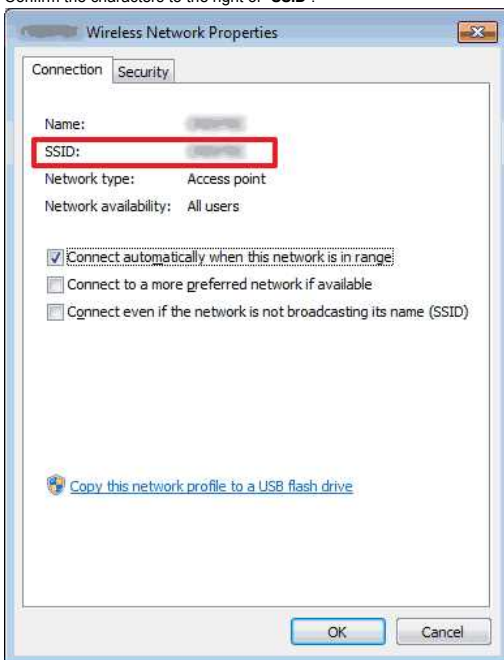 Confirm the characters to the right of "SSID".
Wireless Network Properties
Connection Security
Name:
SSID:
Network type: Access point
Network availability: All users
Connect automatically when this network is in range
Connect to a more preferred network if available
Connect even if the network is not broadcasting its name (SSID)
Copy this network profile to a USB flash drive
OK Cancel